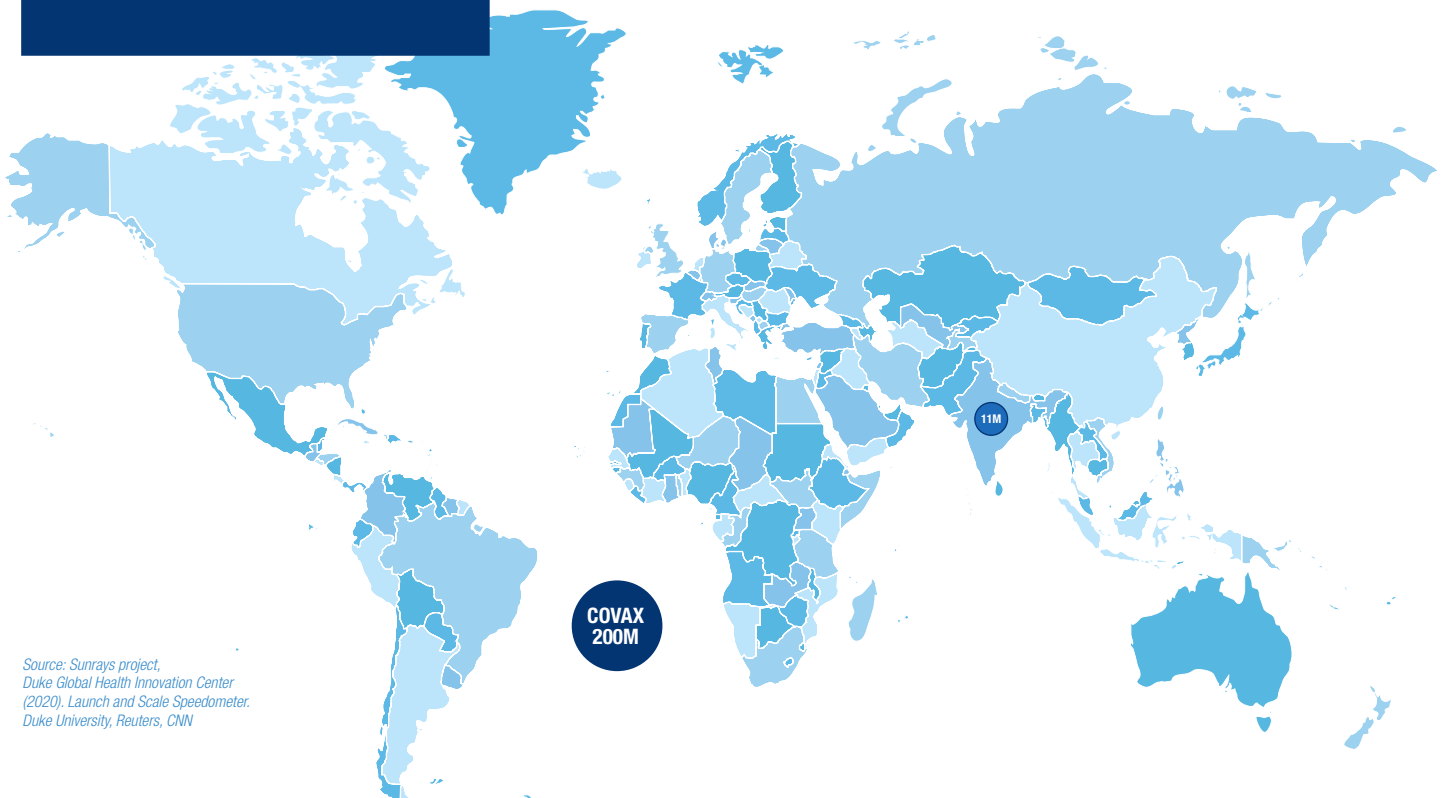 11M
COVAX
200M
Source: Sunrays project,
Duke Global Health Innovation Center
(2020). Launch and Scale Speedometer.
Duke University, Reuters, CNN